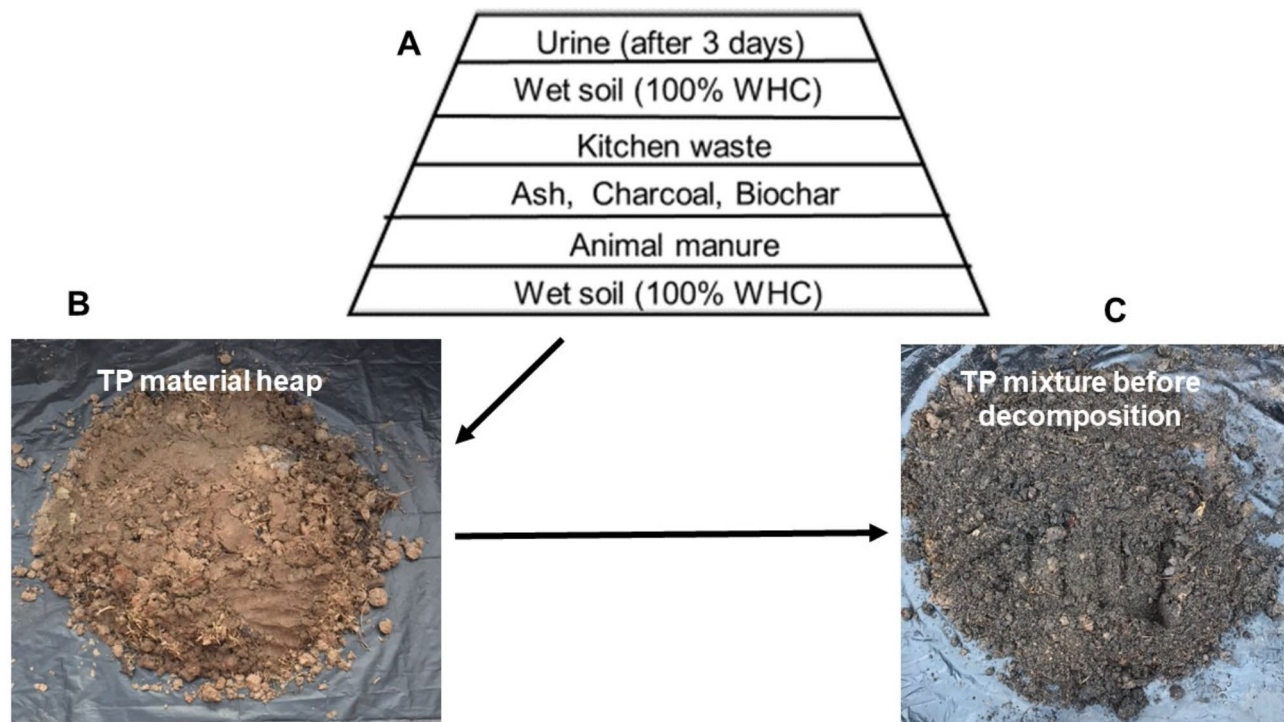 A
Urine (after 3 days)
Wet soil (100% WHC)
Kitchen waste
Ash, Charcoal, Biochar
Animal manure
Wet soil (100% WHC)
B
C
TP material heap
TP mixture before
decomposition